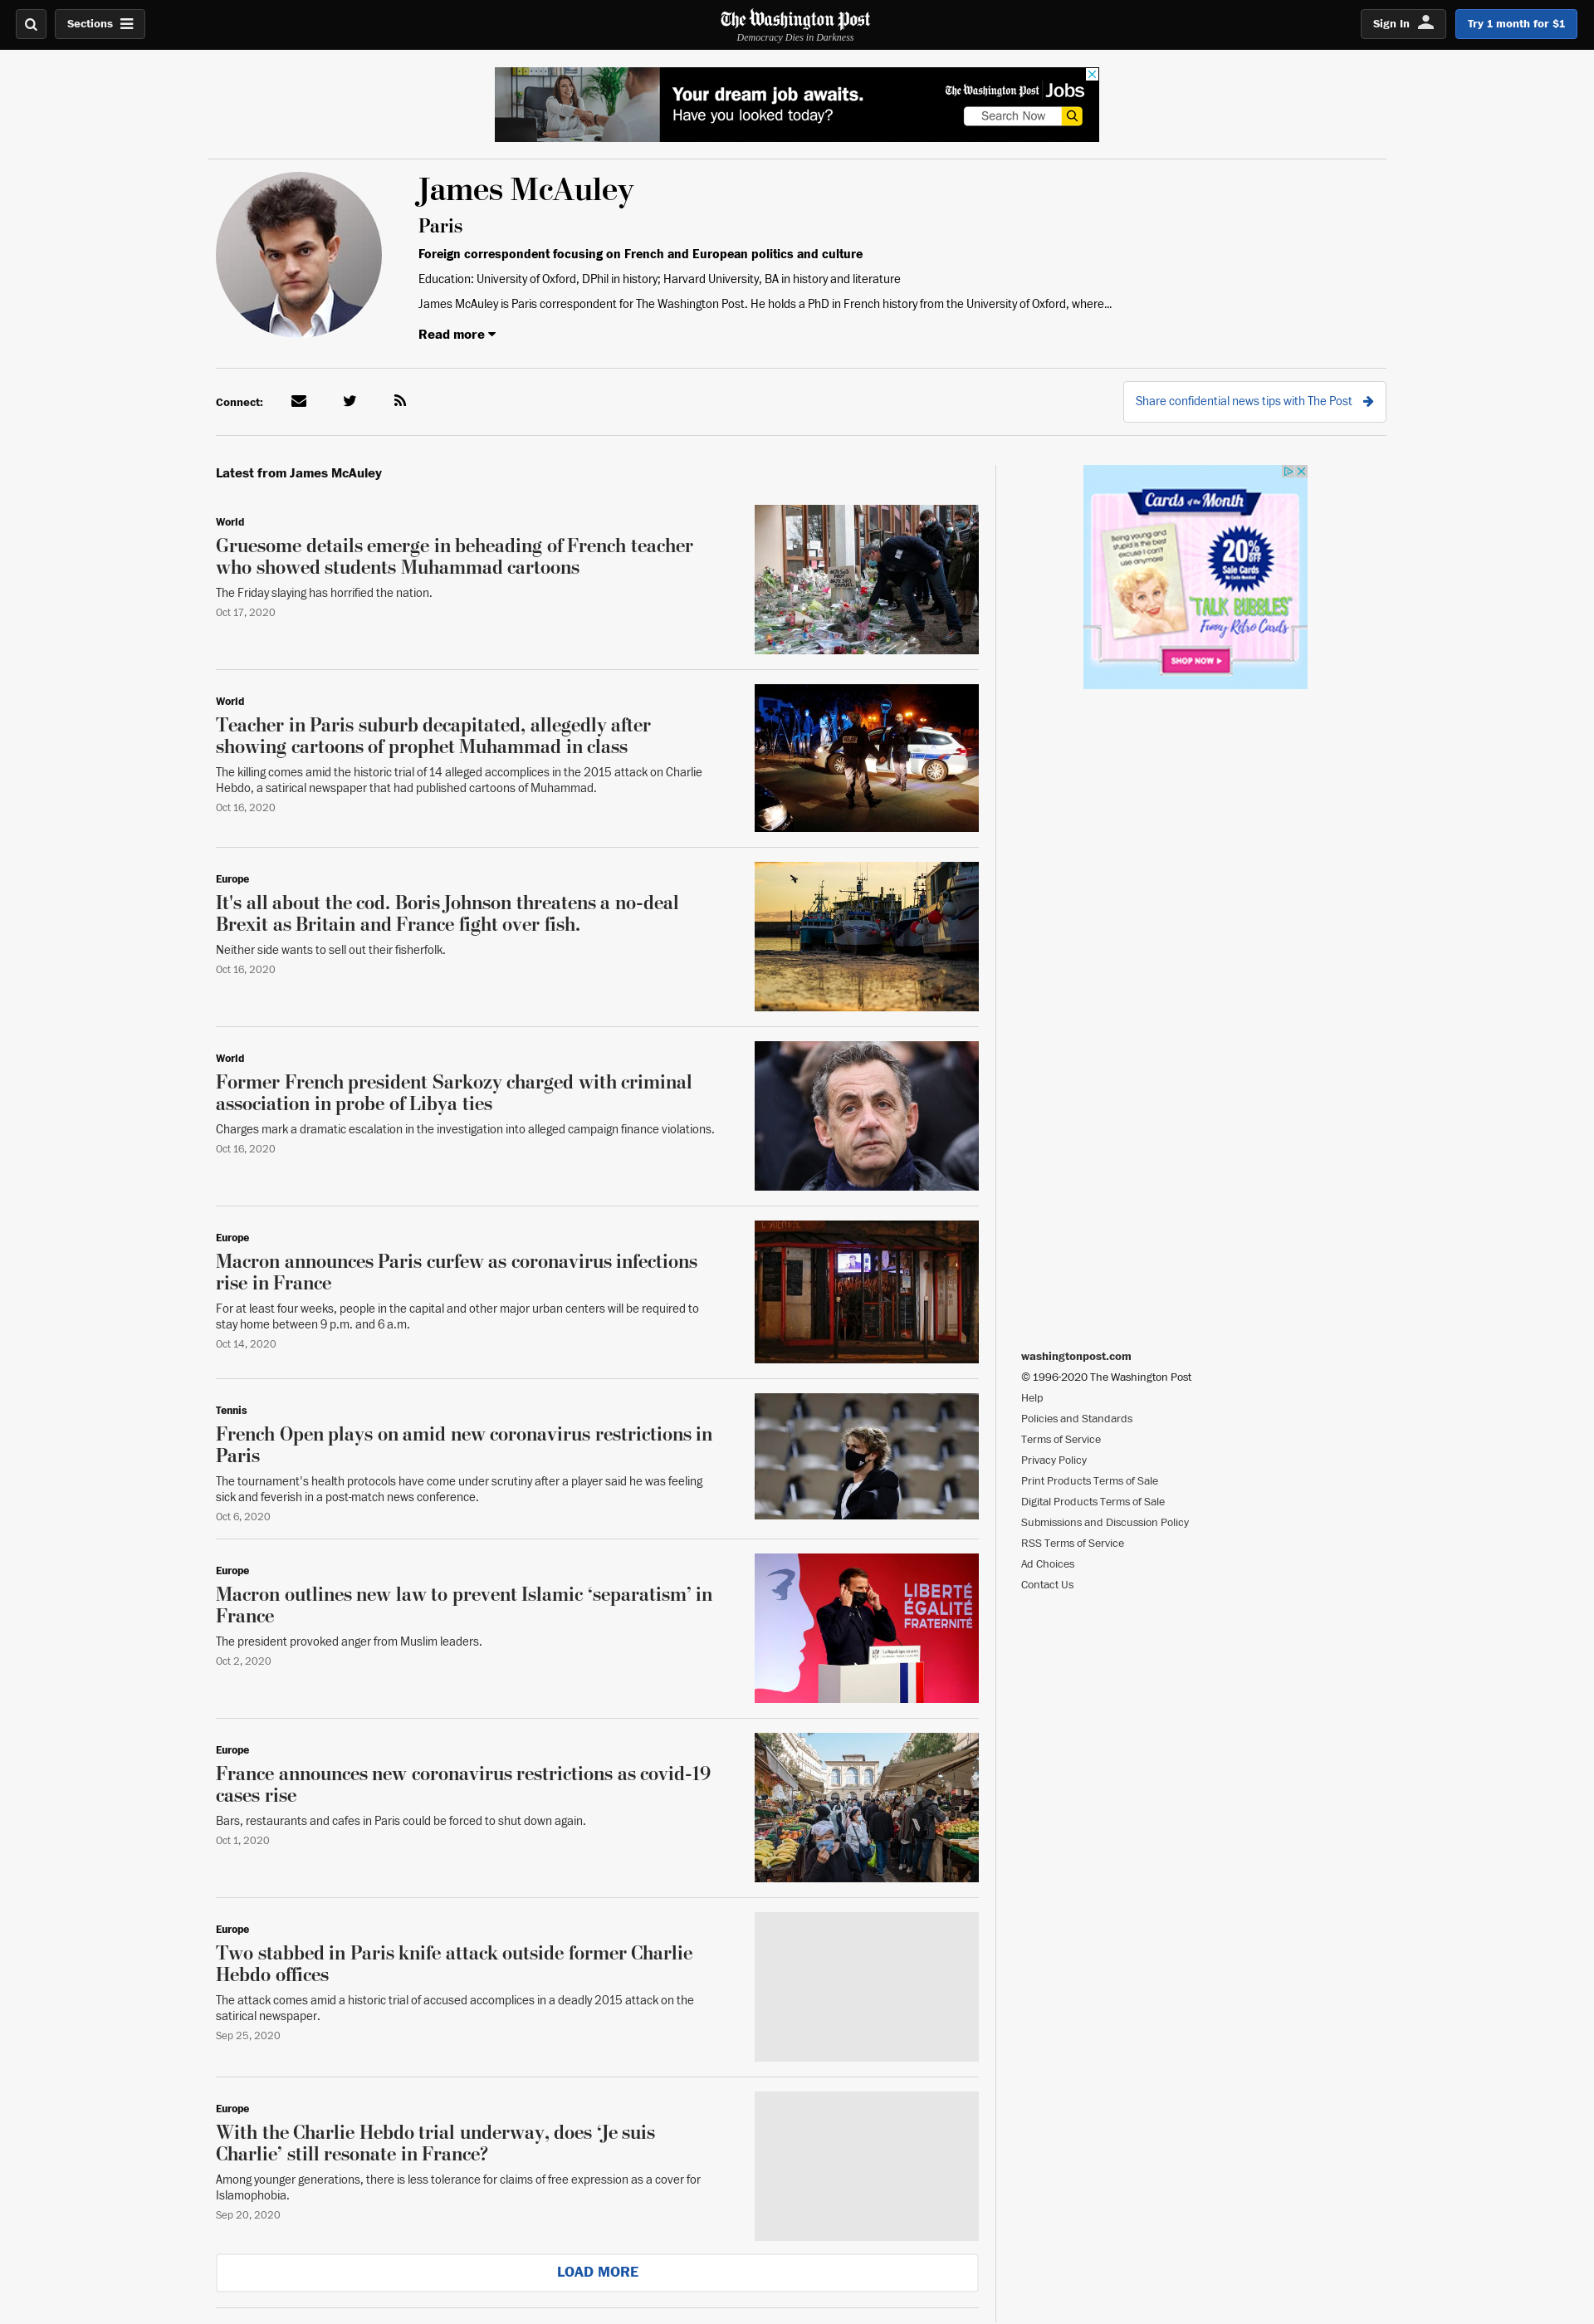 Sections
The Washington Post
Democracy Dies in Darkness
Sign In
Try 1 month for $1
Your dream job awaits.
Have you looked today?
The Washington Post Jobs
Search Now
James McAuley
Paris
Foreign correspondent focusing on French and European politics and culture
Education: University of Oxford, DPhil in history; Harvard University, BA in history and literature
James McAuley is Paris correspondent for The Washington Post. He holds a PhD in French history from the University of Oxford, where...
Read more
Connect:
Share confidential news tips with The Post
Latest from James McAuley
World
Gruesome details emerge in beheading of French teacher
who showed students Muhammad cartoons
The Friday slaying has horrified the nation.
Oct 17, 2020
World
Teacher in Paris suburb decapitated, allegedly after
showing cartoons of prophet Muhammad in class
The killing comes amid the historic trial of 14 alleged accomplices in the 2015 attack on Charlie
Hebdo, a satirical newspaper that had published cartoons of Muhammad.
Oct 16, 2020
Europe
It's all about the cod. Boris Johnson threatens a no-deal
Brexit as Britain and France fight over fish.
Neither side wants to sell out their fisherfolk.
Oct 16, 2020
World
Former French president Sarkozy charged with criminal
association in probe of Libya ties
Charges mark a dramatic escalation in the investigation into alleged campaign finance violations.
Oct 16, 2020
Europe
Macron announces Paris curfew as coronavirus infections
rise in France
For at least four weeks, people in the capital and other major urban centers will be required to
stay home between 9 p.m. and 6 a.m.
Oct 14, 2020
Tennis
French Open plays on amid new coronavirus restrictions in
Paris
The tournament's health protocols have come under scrutiny after a player said he was feeling
sick and feverish in a post-match news conference.
Oct 6, 2020
Europe
Macron outlines new law to prevent Islamic ‘separatism’ in
France
The president provoked anger from Muslim leaders.
Oct 2, 2020
LIBERTÉ
ÉGALITÉ
FRATERNITÉ
Europe
France announces new coronavirus restrictions as covid-19
cases rise
Bars, restaurants and cafes in Paris could be forced to shut down again.
Oct 1, 2020
Europe
Two stabbed in Paris knife attack outside former Charlie
Hebdo offices
The attack comes amid a historic trial of accused accomplices in a deadly 2015 attack on the
satirical newspaper.
Sep 25, 2020
Europe
With the Charlie Hebdo trial underway, does ‘Je suis
Charlie’ still resonate in France?
Among younger generations, there is less tolerance for claims of free expression as a cover for
Islamophobia.
Sep 20, 2020
LOAD MORE
Cards of the Month
Being young and
stupid is the best
excuse I can't
use anymore
20% OFF
Sale Cards
No Code Needed
"TALK BUBBLES"
Funny Retro Cards
SHOP NOW
washingtonpost.com
© 1996-2020 The Washington Post
Help
Policies and Standards
Terms of Service
Privacy Policy
Print Products Terms of Sale
Digital Products Terms of Sale
Submissions and Discussion Policy
RSS Terms of Service
Ad Choices
Contact Us